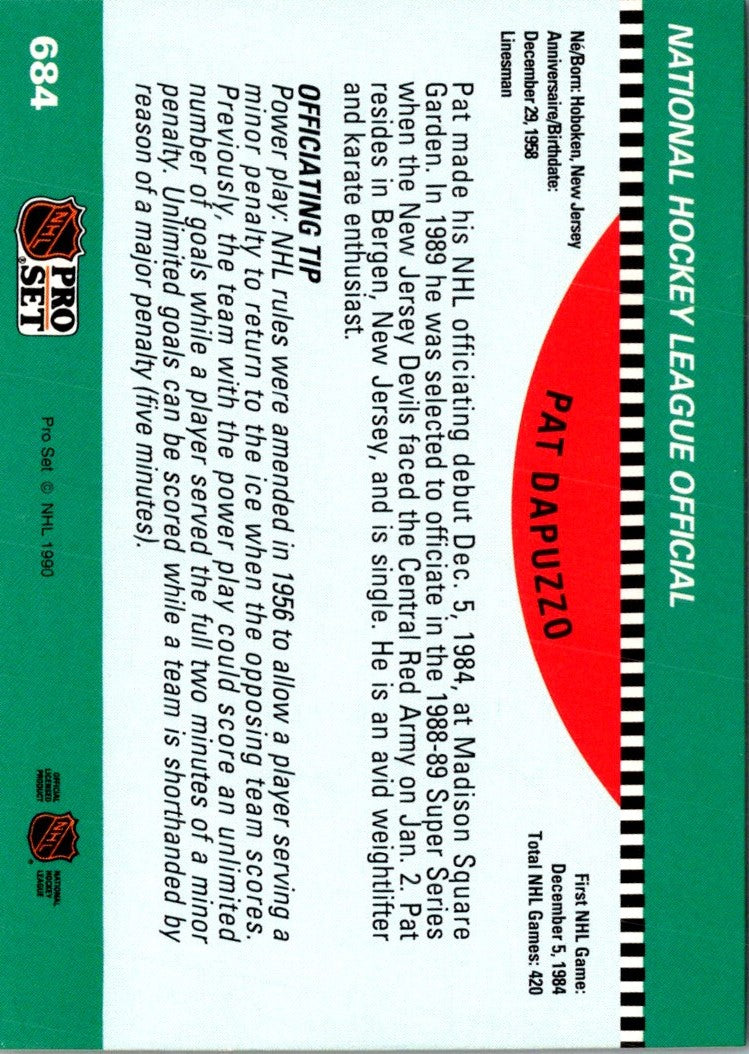 NATIONAL HOCKEY LEAGUE OFFICIAL
Né/Born: Hoboken, New Jersey
Anniversaire/Birthdate:
December 29, 1958
Linesman
PAT DAPUZZO
First NHL Game:
December 5, 1984
Total NHL Games: 420
Pat made his NHL officiating debut Dec. 5, 1984, at Madison Square
Garden. In 1989 he was selected to officiate in the 1988-89 Super Series
when the New Jersey Devils faced the Central Red Army on Jan. 2. Pat
resides in Bergen, New Jersey, and is single. He is an avid weightlifter
and karate enthusiast.
OFFICIATING TIP
Power play: NHL rules were amended in 1956 to allow a player serving a
minor penalty to return to the ice when the opposing team scores.
Previously, the team with the power play could score an unlimited
number of goals while a player served the full two minutes of a minor
penalty. Unlimited goals can be scored while a team is shorthanded by
reason of a major penalty (five minutes).
684
NHL
PRO
SET
®
Pro Set © NHL 1990
OFFICIAL
LICENSED
PRODUCT
NHL
®
NATIONAL
HOCKEY
LEAGUE